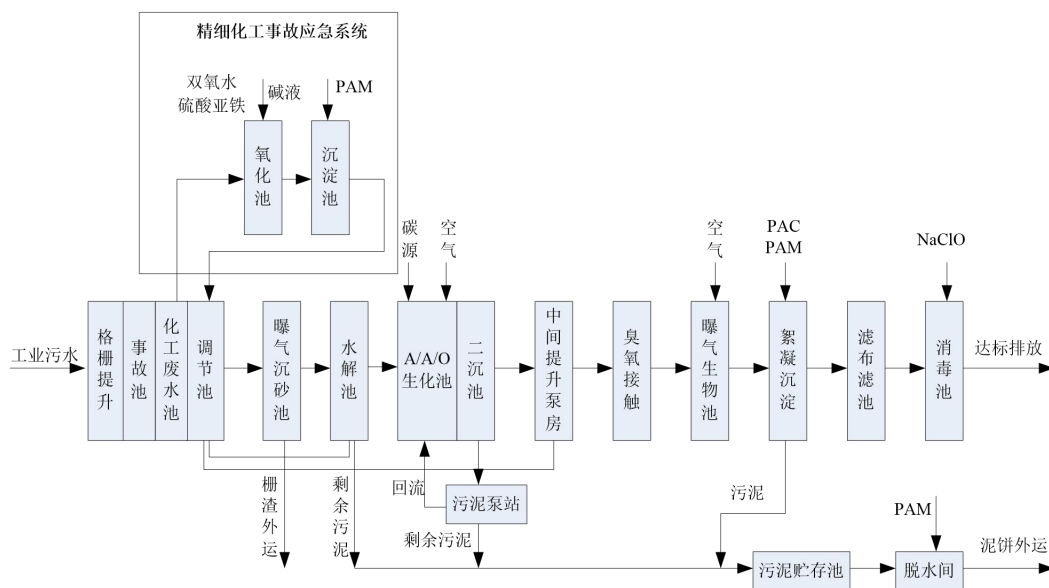 精细化工事故应急系统
双氧水
硫酸亚铁
碱液
PAM
氧化池
沉淀池
碳源
空气
空气
PAC
PAM
NaClO
工业污水
格栅提升
事故池
化工废水池
调节池
曝气沉砂池
水解池
A/A/O
生化池
二沉池
中间提升泵房
臭氧接触
曝气生物池
絮凝沉淀
滤布滤池
消毒池
达标排放
栅渣外运
剩余污泥
回流
污泥泵站
剩余污泥
污泥
PAM
污泥贮存池
脱水间
泥饼外运